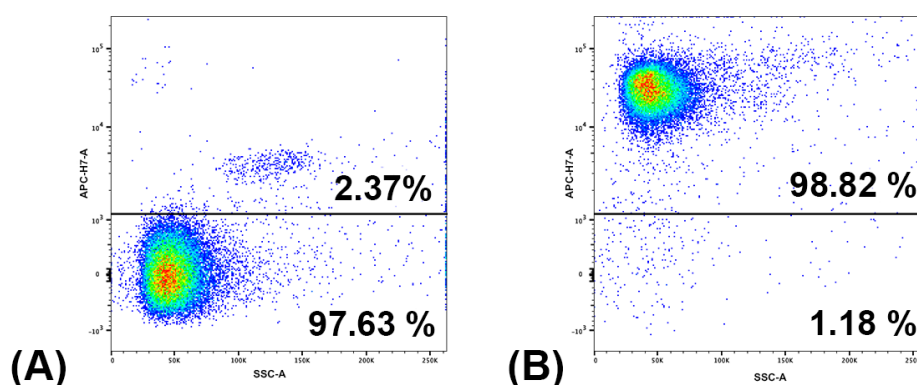 10⁵
10⁴
APC-H7-A
2.37%
10³
0
-10³
97.63 %
(A)
0 50K 100K 150K 200K 250K
SSC-A
10⁵
10⁴
APC-H7-A
98.82 %
10³
0
-10³
1.18 %
(B)
0 50K 100K 150K 200K 250K
SSC-A